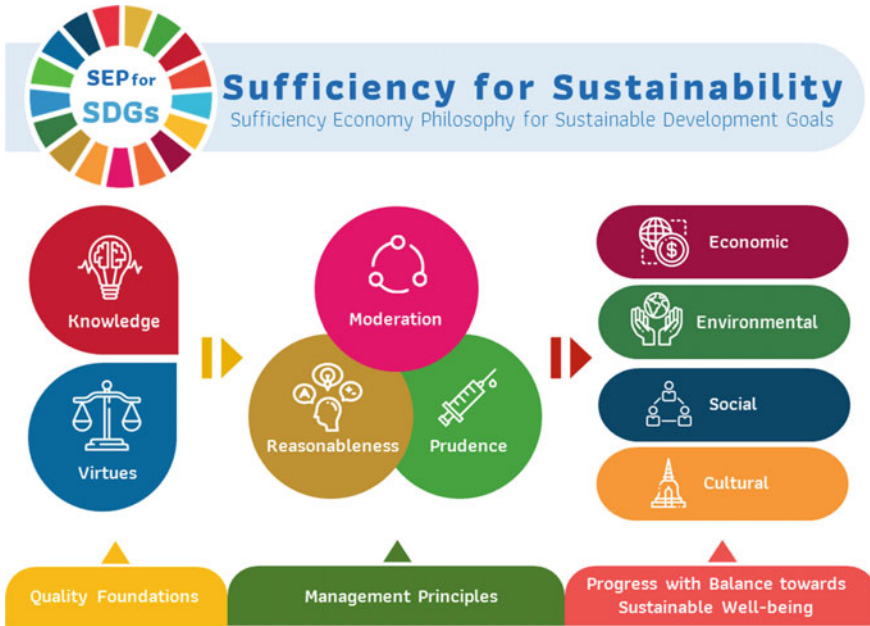 SEP for
SDGs
Sufficiency for Sustainability
Sufficiency Economy Philosophy for Sustainable Development Goals
Knowledge
Virtues
Moderation
Reasonableness
Prudence
Economic
Environmental
Social
Cultural
Quality Foundations
Management Principles
Progress with Balance towards
Sustainable Well-being